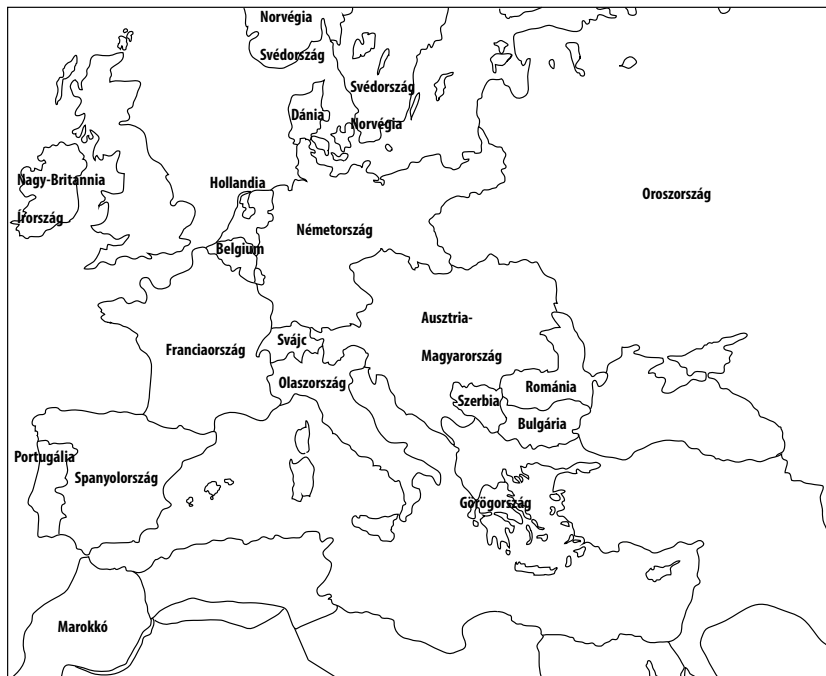 Norvégia
Svédország
Svédország
Dánia
Norvégia
Nagy-Britannia
Hollandia
Oroszország
Írország
Németország
Belgium
Ausztria-
Magyarország
Svájc
Franciaország
Olaszország
Románia
Szerbia
Bulgária
Portugália
Spanyolország
Görögország
Marokkó